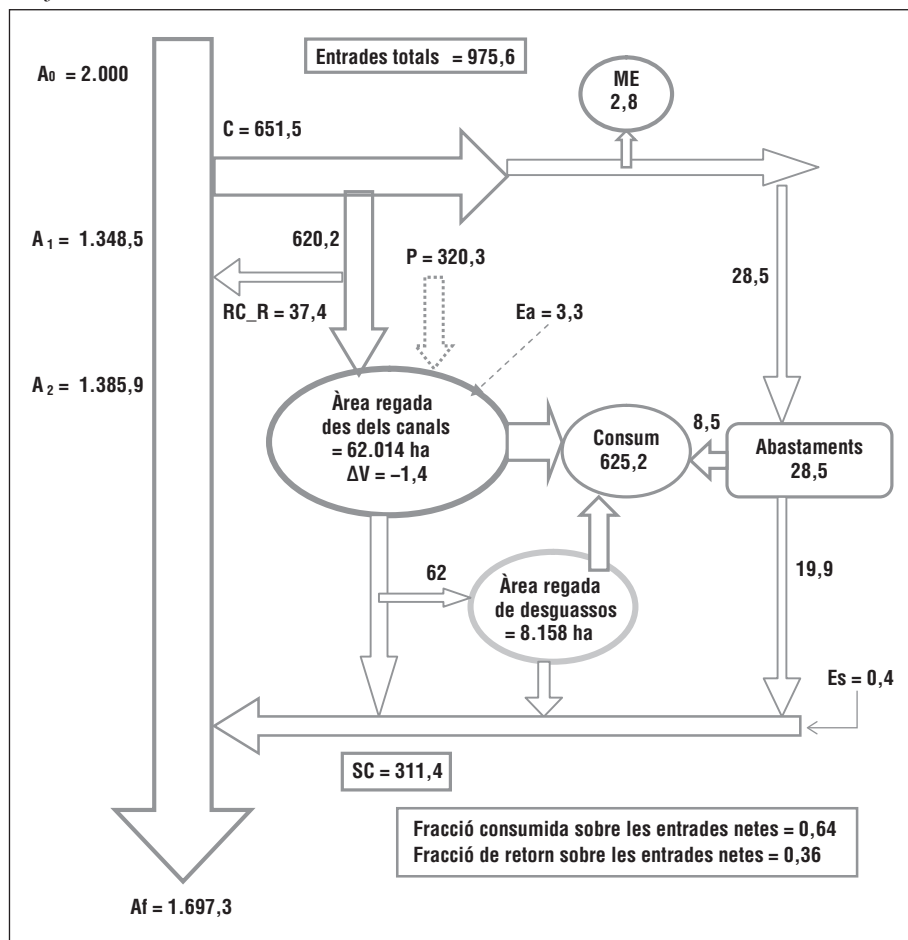 Entrades totals = 975,6
A0 = 2.000
ME
2,8
C = 651,5
A1 = 1.348,5
620,2
P = 320,3
28,5
RC_R = 37,4
Ea = 3,3
A2 = 1.385,9
Àrea regada
des dels canals
= 62.014 ha
ΔV = –1,4
Consum
625,2
8,5
Abastaments
28,5
62
Àrea regada
de desguassos
= 8.158 ha
19,9
Es = 0,4
SC = 311,4
Fracció consumida sobre les entrades netes = 0,64
Fracció de retorn sobre les entrades netes = 0,36
Af = 1.697,3